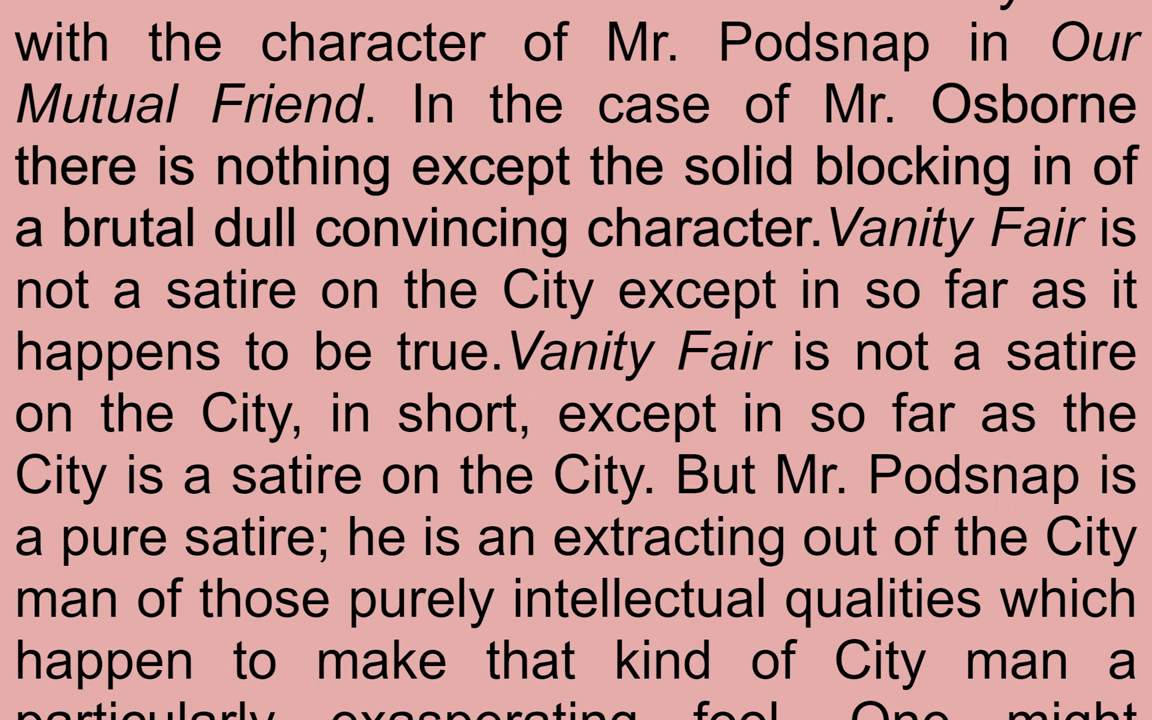 with the character of Mr. Podsnap in Our
Mutual Friend. In the case of Mr. Osborne
there is nothing except the solid blocking in of
a brutal dull convincing character.Vanity Fair is
not a satire on the City except in so far as it
happens to be true.Vanity Fair is not a satire
on the City, in short, except in so far as the
City is a satire on the City. But Mr. Podsnap is
a pure satire; he is an extracting out of the City
man of those purely intellectual qualities which
happen to make that kind of City man a
particularly exasperating fool. One might